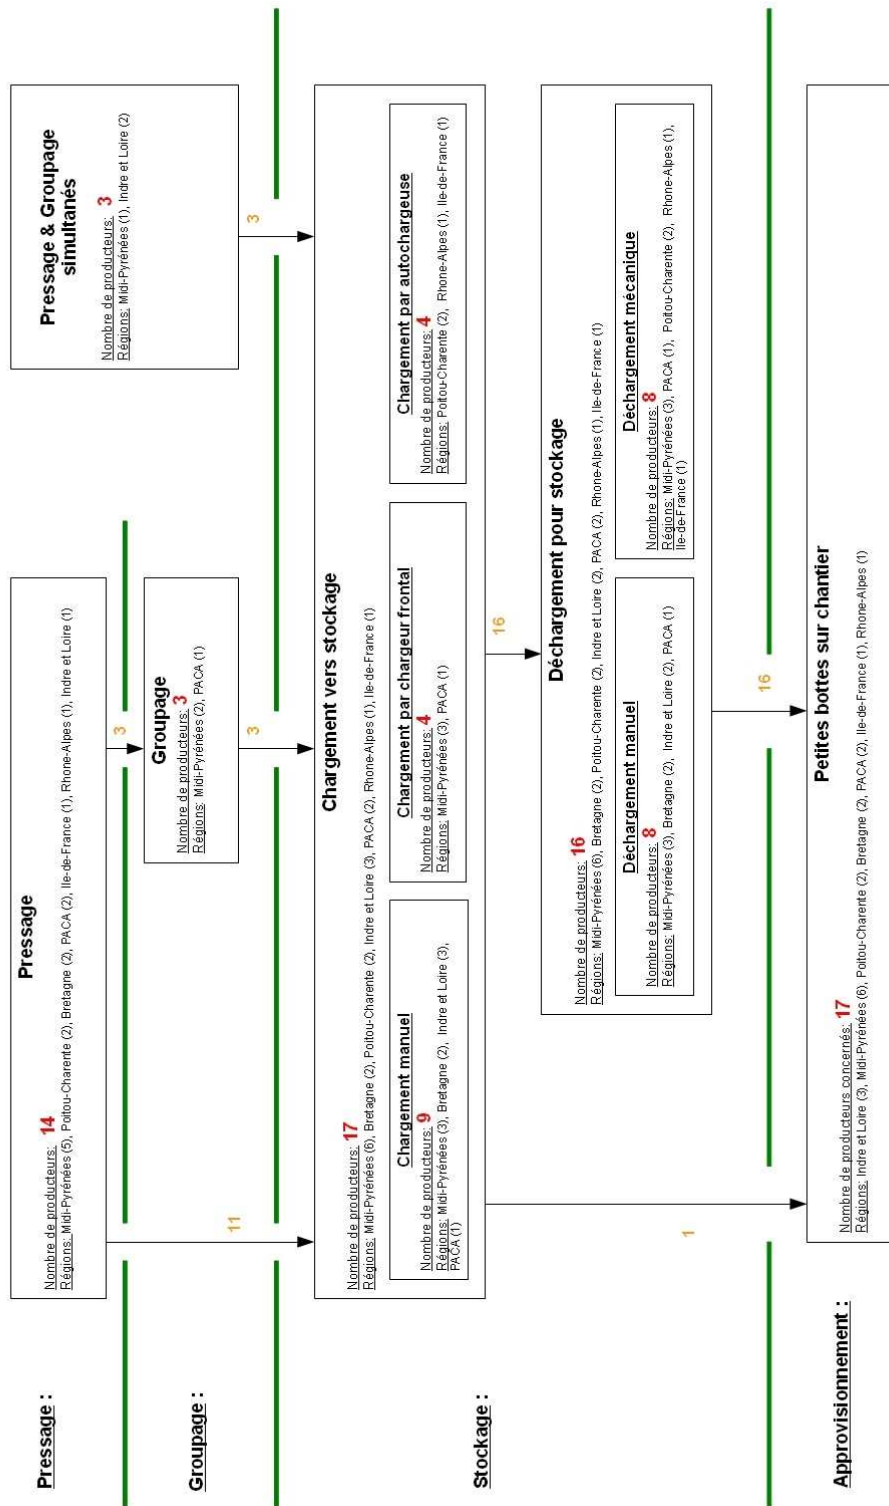 Pressage :
Pressage
Nombre de producteurs: 14
Régions: Midi-Pyrénées (5), Poitou-Charente (2), Bretagne (2), PACA (2), Ile-de-France (1), Rhone-Alpes (1), Indre et Loire (1)
Pressage & Groupage
simultanés
Nombre de producteurs: 3
Régions: Midi-Pyrénées (1), Indre et Loire (2)
3
Groupage :
11
Groupage
Nombre de producteurs: 3
Régions: Midi-Pyrénées (2), PACA (1)
3
3
Stockage :
Chargement vers stockage
Nombre de producteurs: 17
Régions: Midi-Pyrénées (6), Bretagne (2), Poitou-Charente (2), Indre et Loire (3), PACA (2), Rhone-Alpes (1), Ile-de-France (1)
Chargement manuel
Nombre de producteurs: 9
Régions: Midi-Pyrénées (3), Bretagne (2), Indre et Loire (3),
PACA (1)
Chargement par chargeur frontal
Nombre de producteurs: 4
Régions: Midi-Pyrénées (3), PACA (1)
Chargement par autochargeuse
Nombre de producteurs: 4
Régions: Poitou-Charente (2), Rhone-Alpes (1), Ile-de-France (1)
16
Déchargement pour stockage
Nombre de producteurs: 16
Régions: Midi-Pyrénées (6), Bretagne (2), Poitou-Charente (2), Indre et Loire (2), PACA (2), Rhone-Alpes (1), Ile-de-France (1)
Déchargement manuel
Nombre de producteurs: 8
Régions: Midi-Pyrénées (3), Bretagne (2), Indre et Loire (2), PACA (1)
Déchargement mécanique
Nombre de producteurs: 8
Régions: Midi-Pyrénées (3), PACA (1), Poitou-Charente (2), Rhone-Alpes (1),
Ile-de-France (1)
1
16
Approvisionnement :
Petites bottes sur chantier
Nombre de producteurs concernés: 17
Régions: Indre et Loire (3), Midi-Pyrénées (6), Poitou-Charente (2), Bretagne (2), PACA (2), Ile-de-France (1), Rhone-Alpes (1)